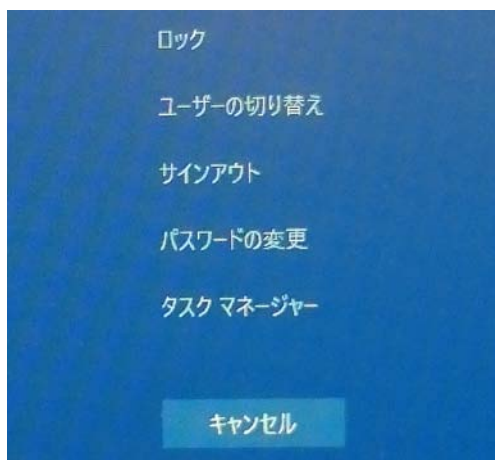 ロック
ユーザーの切り替え
サインアウト
パスワードの変更
タスク マネージャー
キャンセル